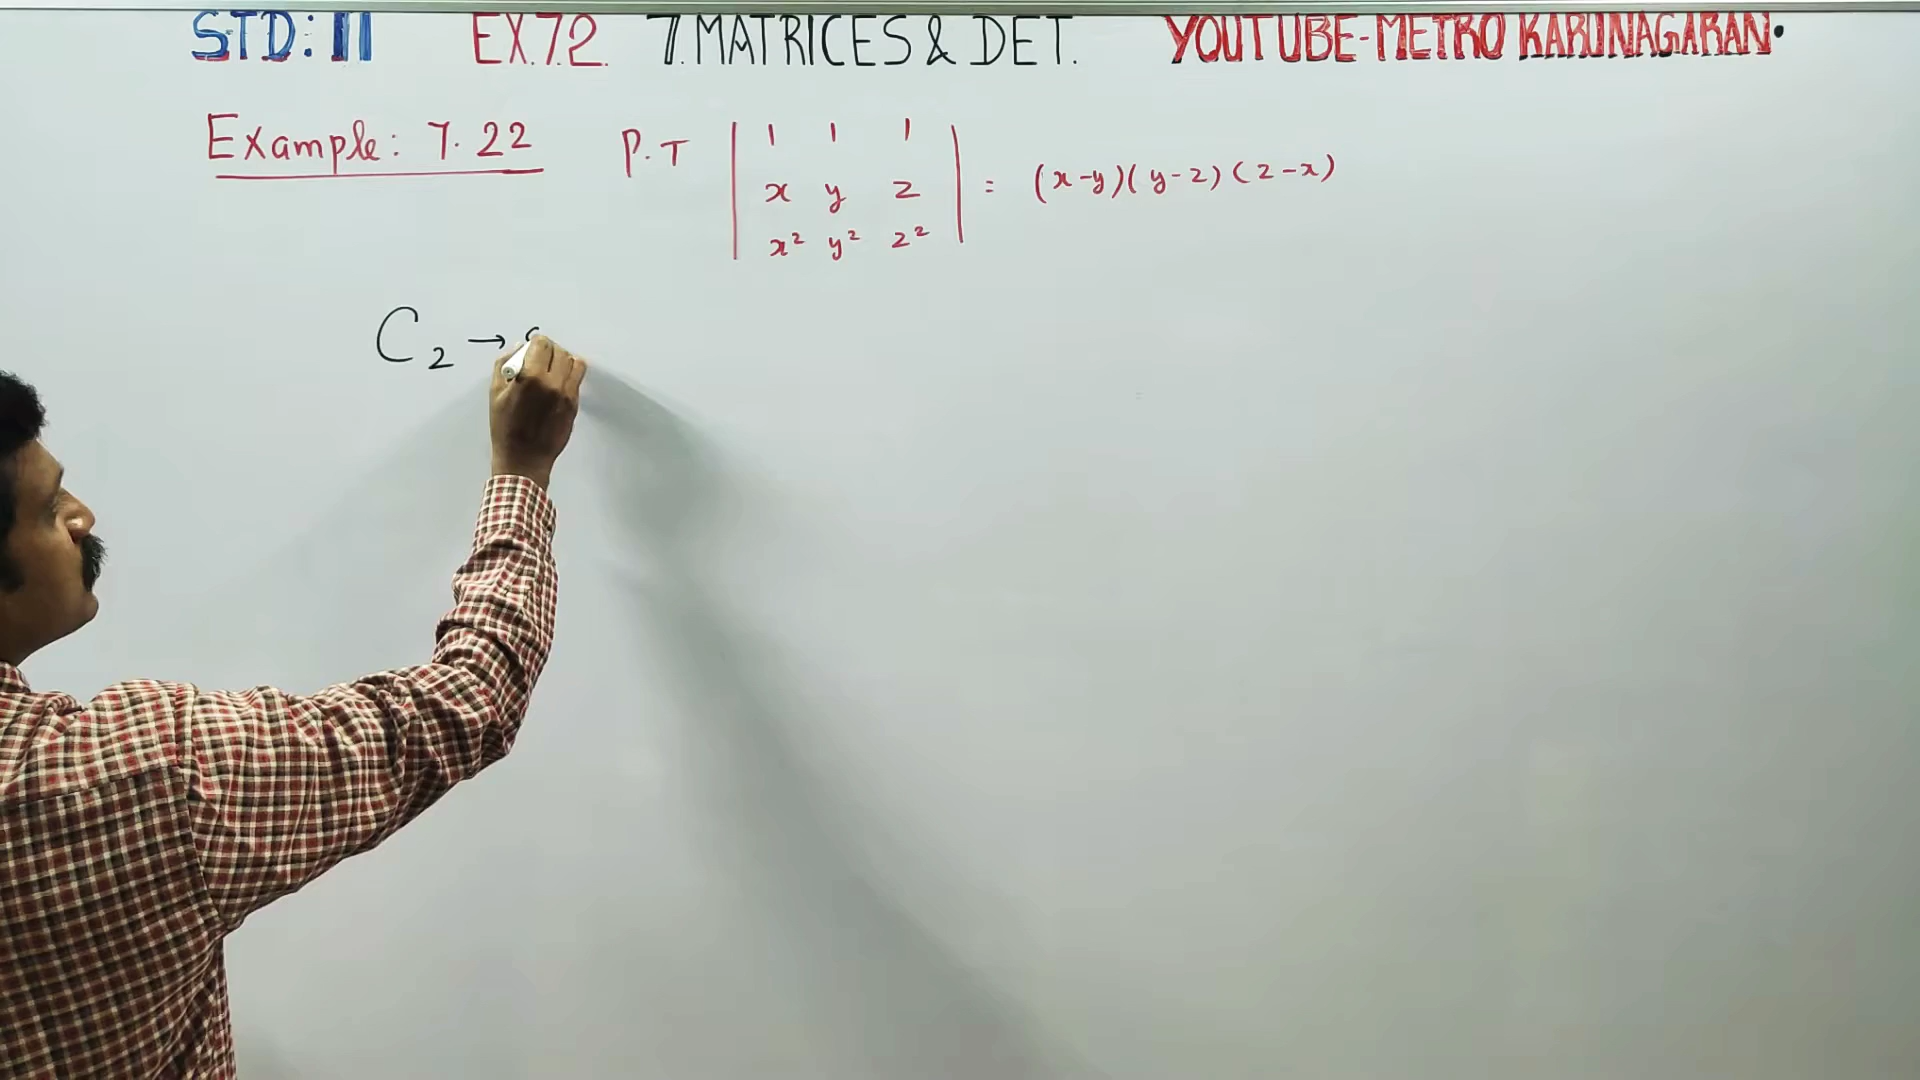 STD: 11 EX.7.2. 7.MATRICES & DET. YOUTUBE-METRO KARUNAGARAN.
Example: 7.22 P.T | 1 1 1 |
| x y z | = (x-y)(y-z)(z-x)
| x² y² z² |
C₂ →